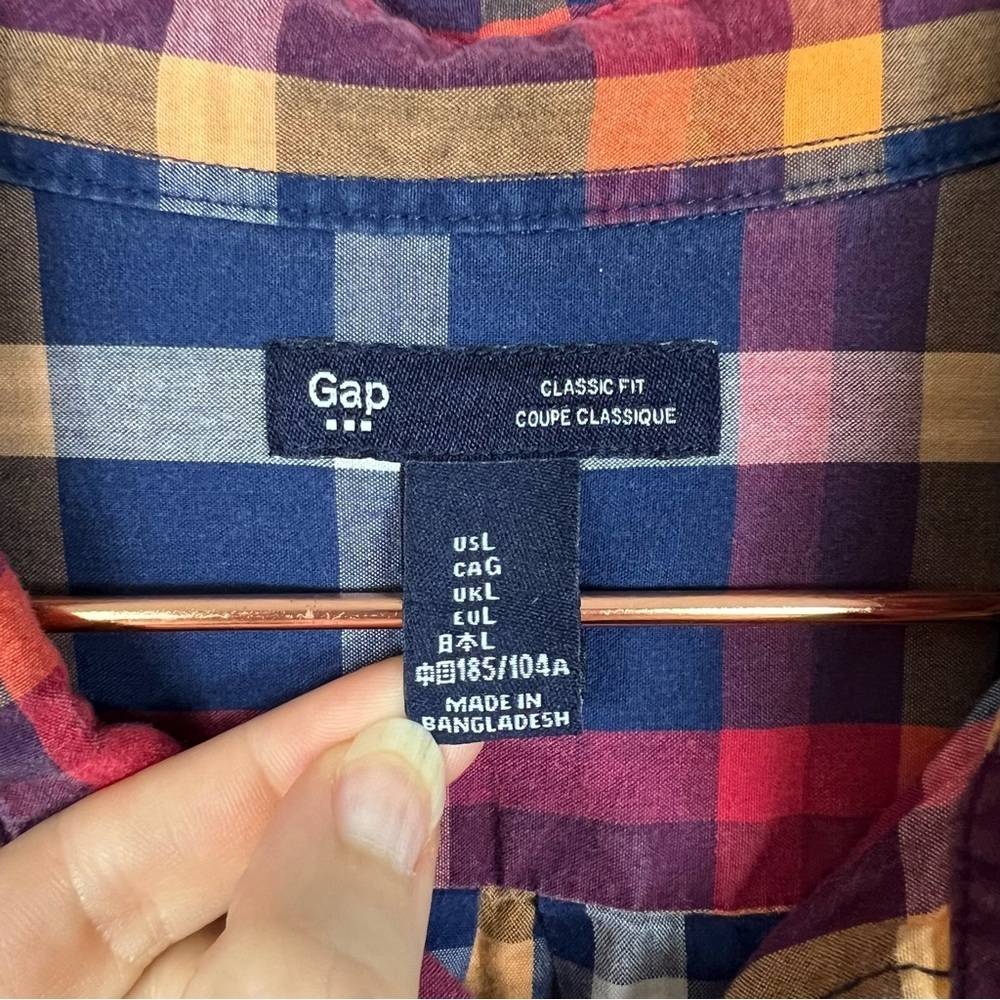 Gap
CLASSIC FIT
COUPE CLASSIQUE
USL
CAG
UKL
EUL
日本L
中国185/104A
MADE IN
BANGLADESH